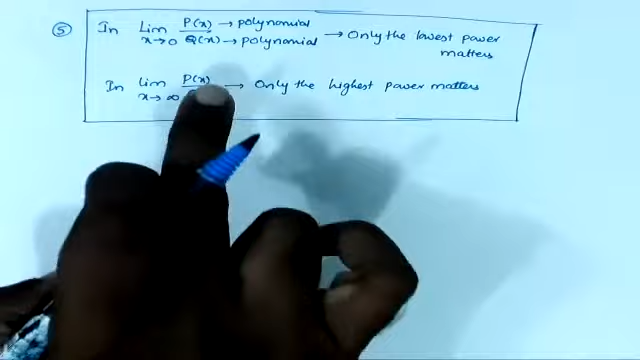 ⑤ In Lim P(x) → polynomial
x→0 Q(x) → polynomial → Only the lowest power
matters
In Lim P(x) → Only the highest power matters
x→∞